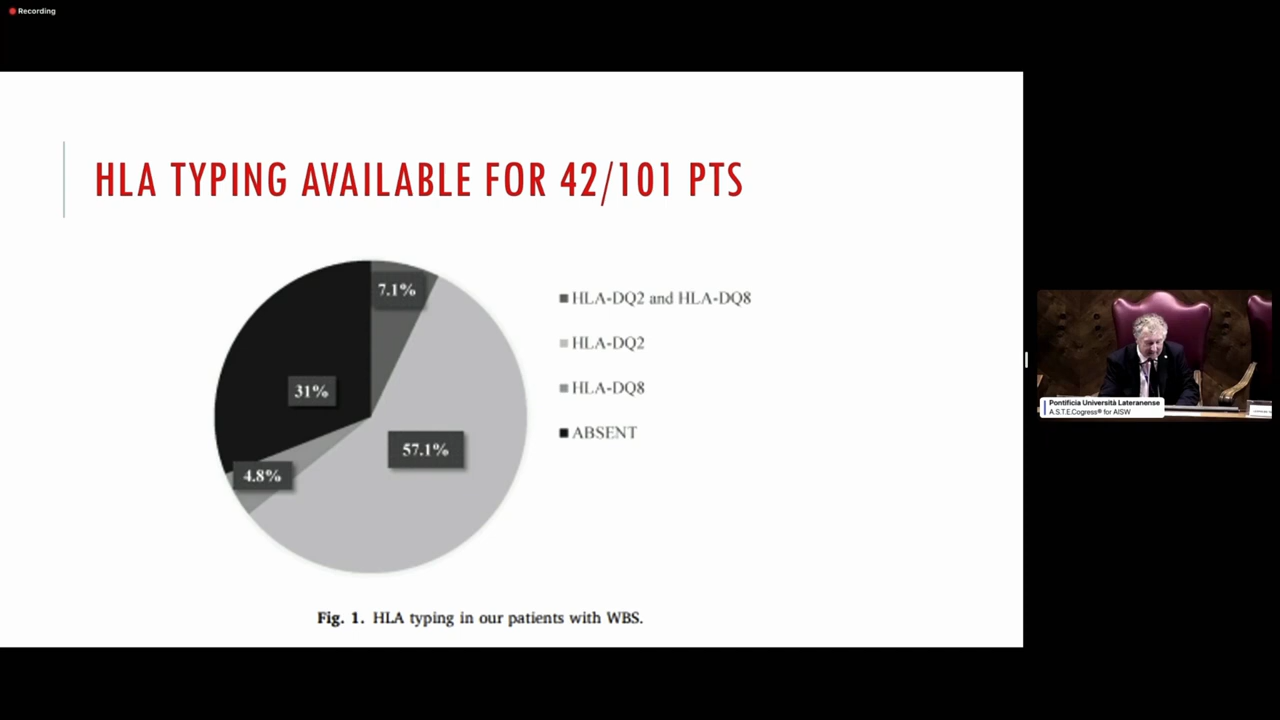 Recording
HLA TYPING AVAILABLE FOR 42/101 PTS
7.1%
31%
57.1%
4.8%
HLA-DQ2 and HLA-DQ8
HLA-DQ2
HLA-DQ8
ABSENT
Fig. 1. HLA typing in our patients with WBS.
Pontificia Università Lateranense
A.S.T.E.Cogress® for AISW